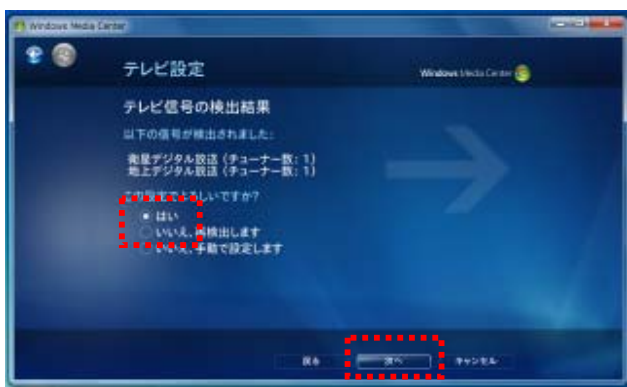 Windows Media Center
テレビ設定
Windows Media Center
テレビ信号の検出結果
以下の信号が検出されました:
衛星デジタル放送 (チューナー数: 1)
地上デジタル放送 (チューナー数: 1)
この設定でよろしいですか?
はい
いいえ、再検出します
いいえ、手動で設定します
戻る
次へ
キャンセル